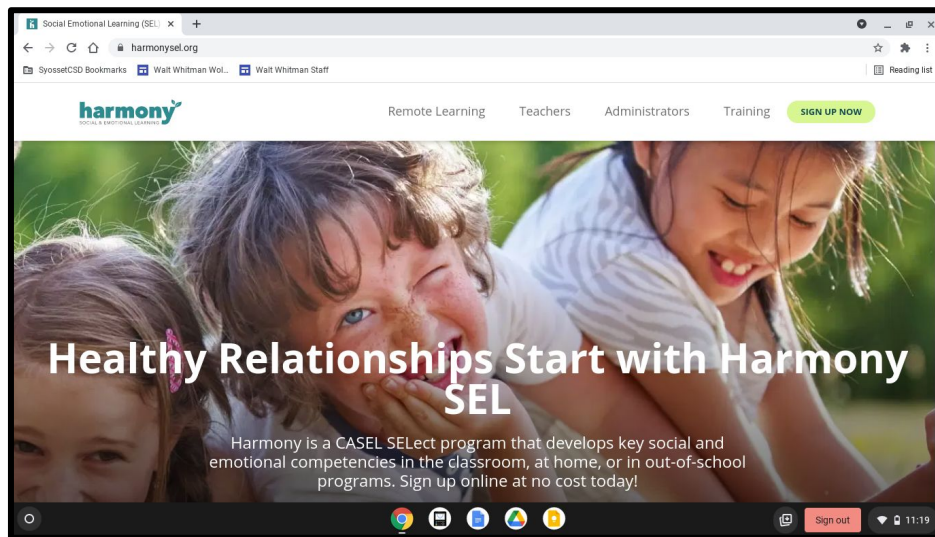 Social Emotional Learning (SEL)
harmonysel.org
SyossetCSD Bookmarks
Walt Whitman Wol...
Walt Whitman Staff
Reading list
harmony
SOCIAL & EMOTIONAL LEARNING
Remote Learning
Teachers
Administrators
Training
SIGN UP NOW
Healthy Relationships Start with Harmony
SEL
Harmony is a CASEL SELect program that develops key social and
emotional competencies in the classroom, at home, or in out-of-school
programs. Sign up online at no cost today!
Sign out
11:19